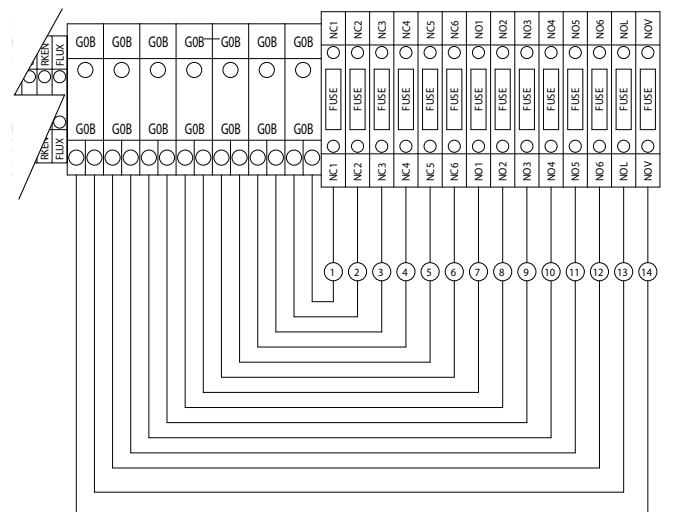 RKEN
FLUX
G0B G0B G0B G0B G0B G0B G0B
NC1 NC2 NC3 NC4 NC5 NC6 NO1 NO2 NO3 NO4 NO5 NO6 NOL NOV
FUSE FUSE FUSE FUSE FUSE FUSE FUSE FUSE FUSE FUSE FUSE FUSE FUSE FUSE
RKEN
FLUX
G0B G0B G0B G0B G0B G0B G0B
NC1 NC2 NC3 NC4 NC5 NC6 NO1 NO2 NO3 NO4 NO5 NO6 NOL NOV
1 2 3 4 5 6 7 8 9 10 11 12 13 14